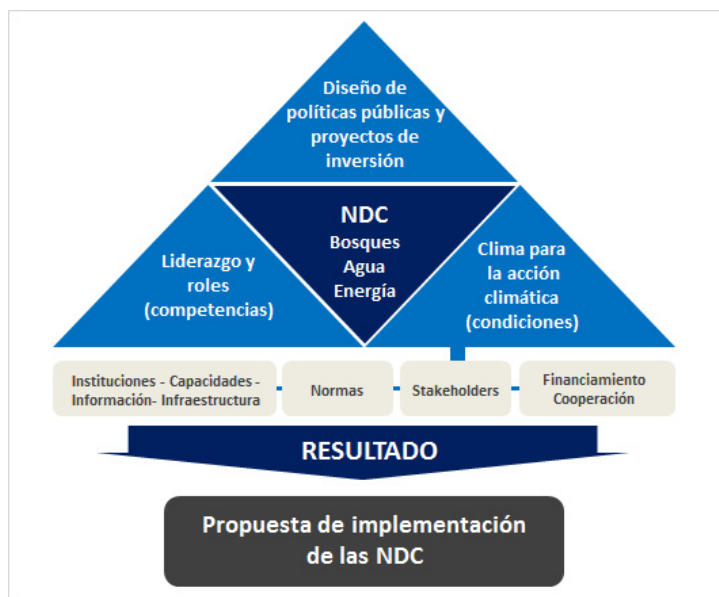 Diseño de
políticas públicas y
proyectos de
inversión
NDC
Bosques
Agua
Energía
Liderazgo y
roles
(competencias)
Clima para
la acción
climática
(condiciones)
Instituciones - Capacidades -
Información- Infraestructura
Normas
Stakeholders
Financiamiento
Cooperación
RESULTADO
Propuesta de implementación
de las NDC